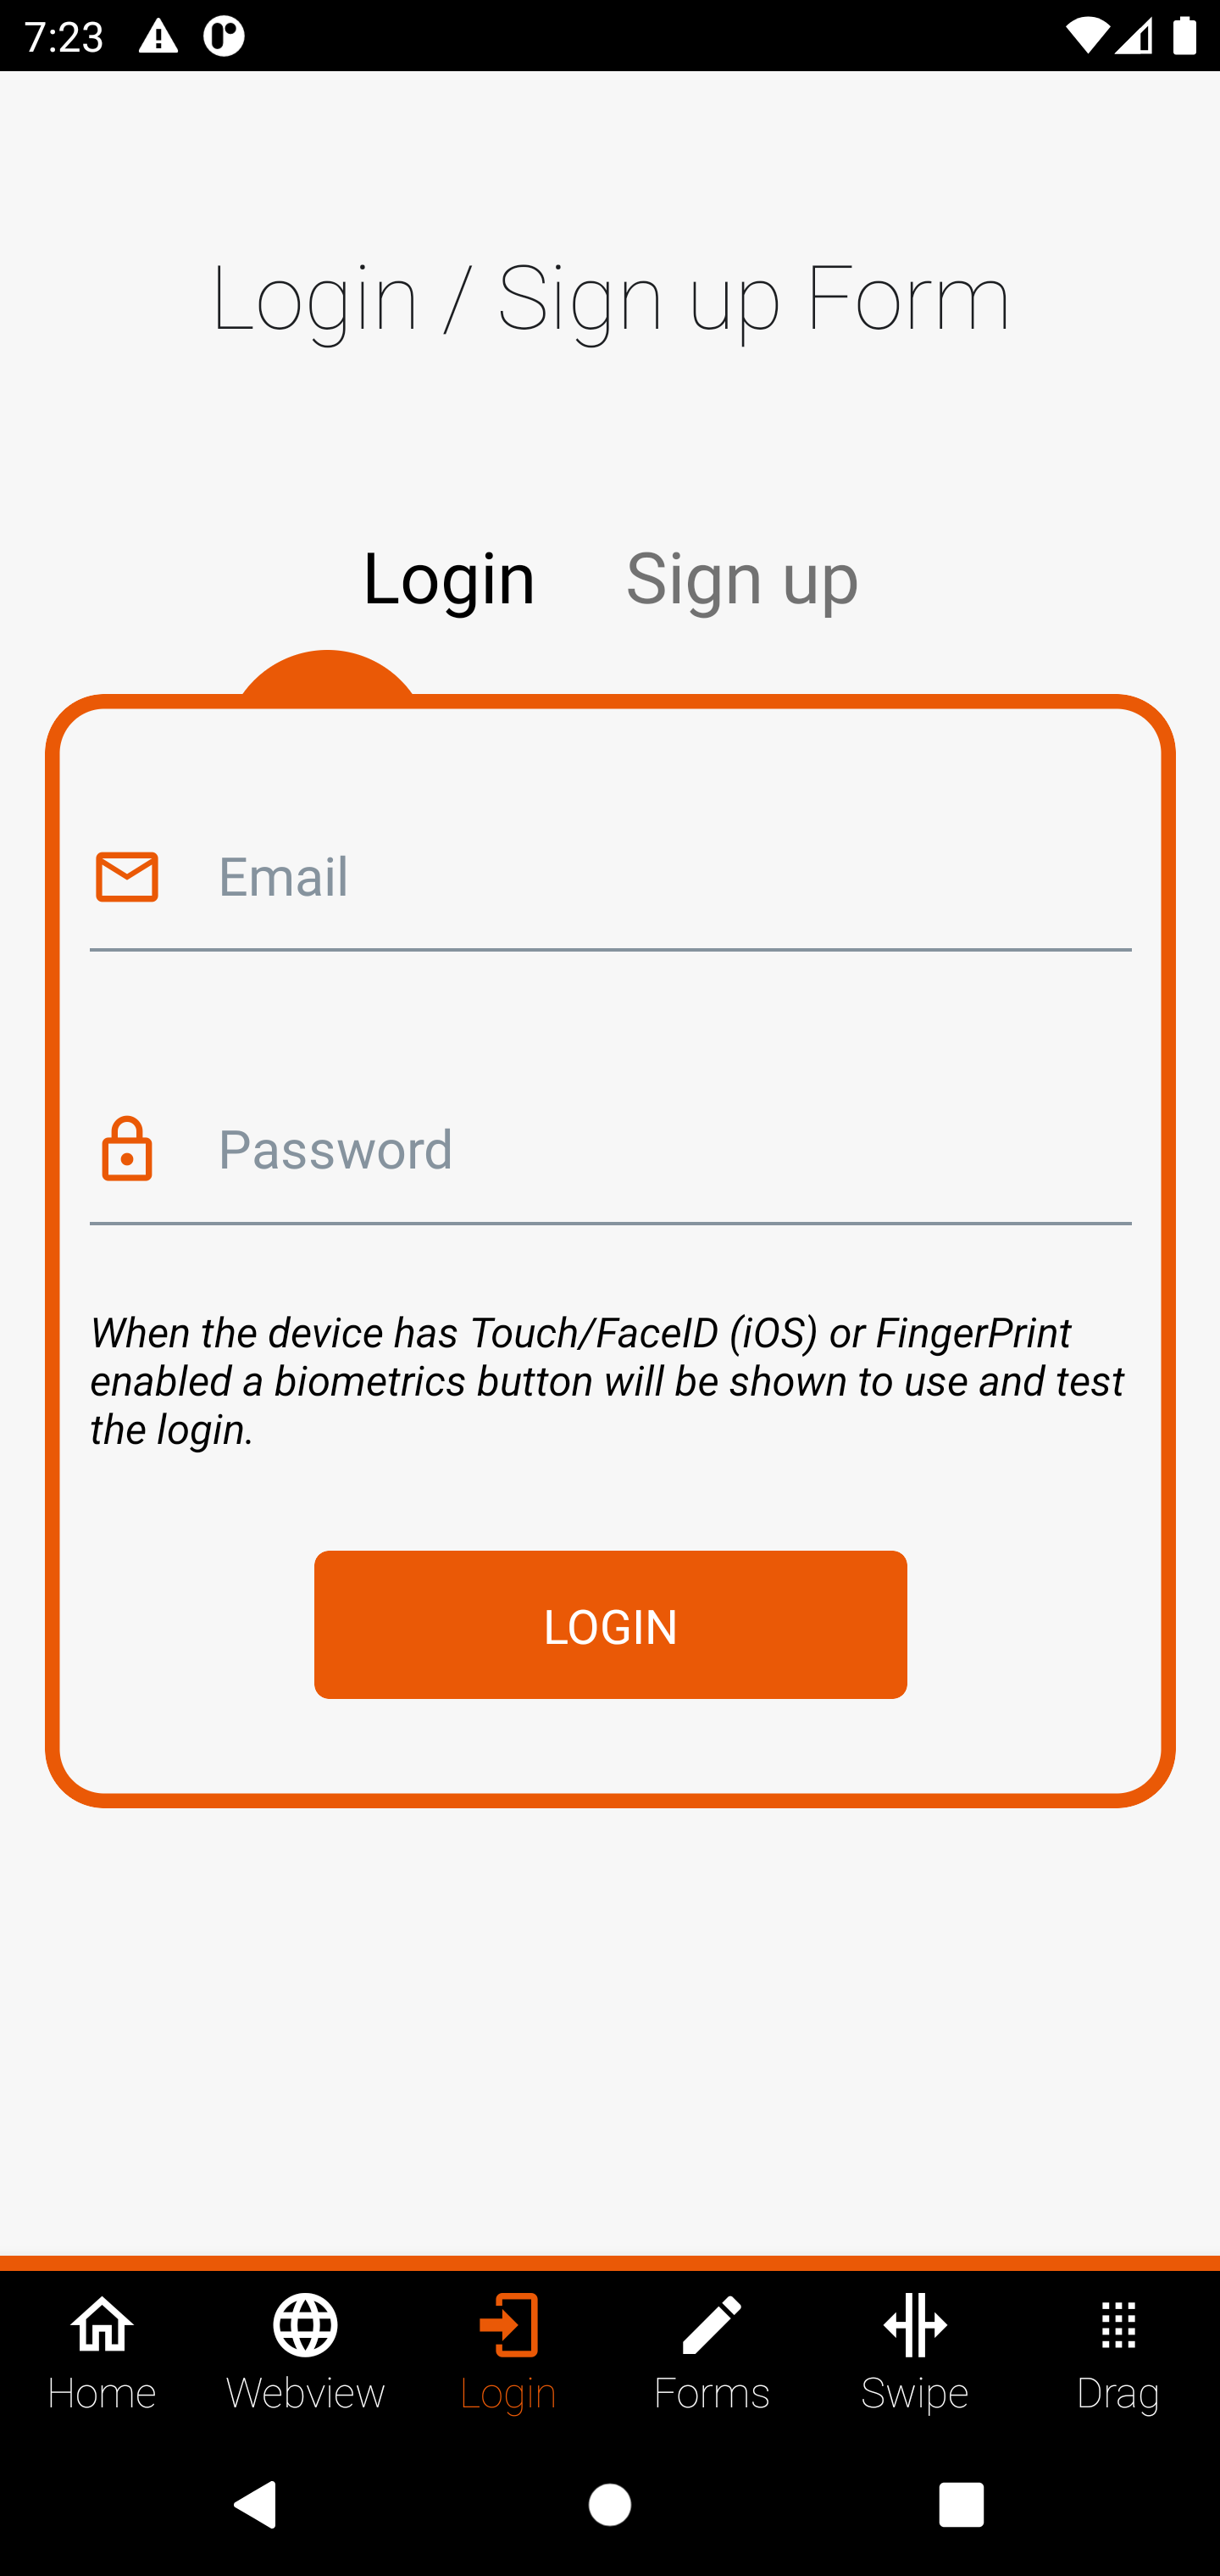 7:23
Login / Sign up Form
Login Sign up
Email
Password
When the device has Touch/FaceID (iOS) or FingerPrint
enabled a biometrics button will be shown to use and test
the login.
LOGIN
Home Webview Login Forms Swipe Drag